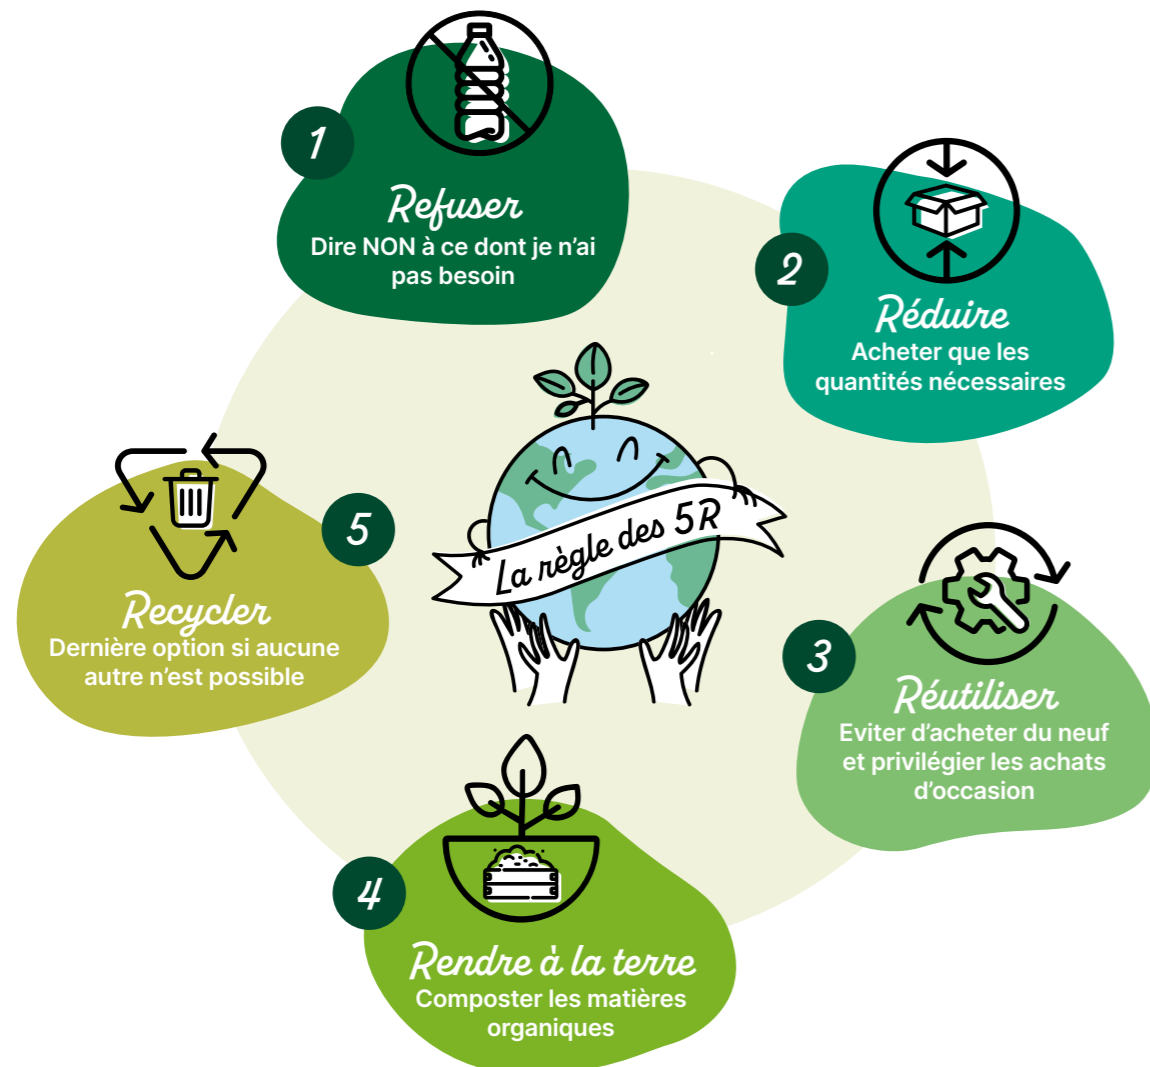 1
Refuser
Dire NON à ce dont je n'ai
pas besoin
2
Réduire
Acheter que les
quantités nécessaires
3
Réutiliser
Eviter d'acheter du neuf
et privilégier les achats
d'occasion
4
Rendre à la terre
Composter les matières
organiques
5
Recycler
Dernière option si aucune
autre n'est possible
La règle des 5R